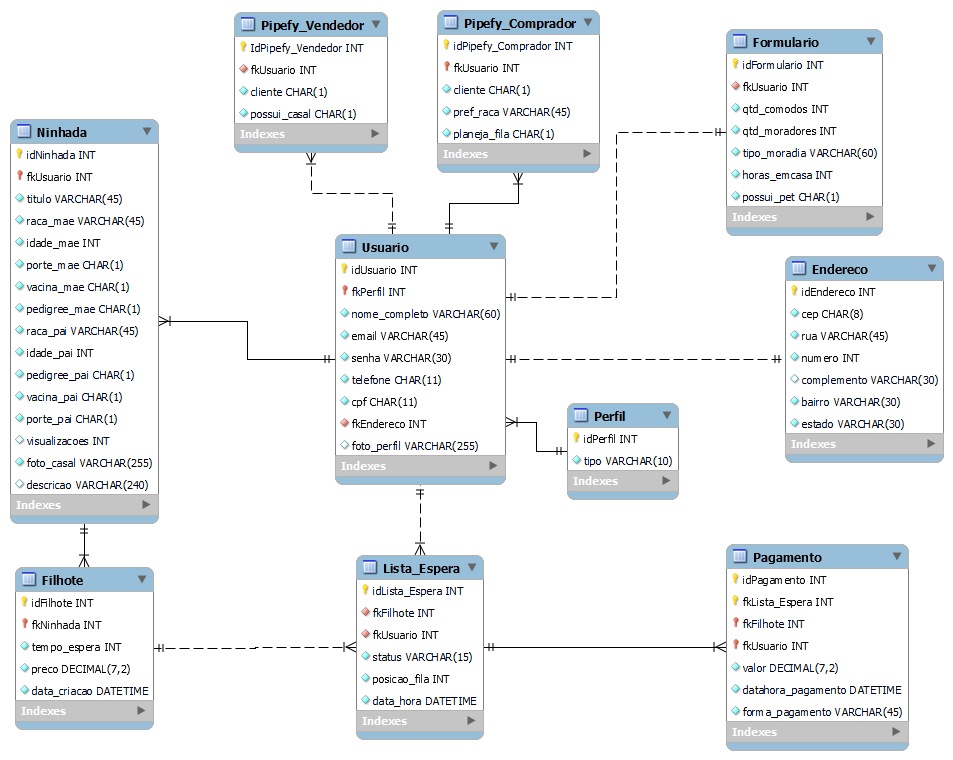 Pipefy_Vendedor
IdPipefy_Vendedor INT
fkUsuario INT
cliente CHAR(1)
possui_casal CHAR(1)
Indexes
Pipefy_Comprador
idPipefy_Comprador INT
fkUsuario INT
cliente CHAR(1)
pref_raca VARCHAR(45)
planeja_fila CHAR(1)
Indexes
Formulario
idFormulario INT
fkUsuario INT
qtd_comodos INT
qtd_moradores INT
tipo_moradia VARCHAR(60)
horas_emcasa INT
possui_pet CHAR(1)
Indexes
Ninhada
idNinhada INT
fkUsuario INT
titulo VARCHAR(45)
raca_mae VARCHAR(45)
idade_mae INT
porte_mae CHAR(1)
vacina_mae CHAR(1)
pedigree_mae CHAR(1)
raca_pai VARCHAR(45)
idade_pai INT
pedigree_pai CHAR(1)
vacina_pai CHAR(1)
porte_pai CHAR(1)
visualizacoes INT
foto_casal VARCHAR(255)
descricao VARCHAR(240)
Indexes
Usuario
idUsuario INT
fkPerfil INT
nome_completo VARCHAR(60)
email VARCHAR(45)
senha VARCHAR(30)
telefone CHAR(11)
cpf CHAR(11)
fkEndereco INT
foto_perfil VARCHAR(255)
Indexes
Endereco
idEndereco INT
cep CHAR(8)
rua VARCHAR(45)
numero INT
complemento VARCHAR(30)
bairro VARCHAR(30)
estado VARCHAR(30)
Indexes
Perfil
idPerfil INT
tipo VARCHAR(10)
Indexes
Filhote
idFilhote INT
fkNinhada INT
tempo_espera INT
preco DECIMAL(7,2)
data_criacao DATETIME
Indexes
Lista_Espera
idLista_Espera INT
fkFilhote INT
fkUsuario INT
status VARCHAR(15)
posicao_fila INT
data_hora DATETIME
Indexes
Pagamento
idPagamento INT
fkLista_Espera INT
fkFilhote INT
fkUsuario INT
valor DECIMAL(7,2)
datahora_pagamento DATETIME
forma_pagamento VARCHAR(45)
Indexes